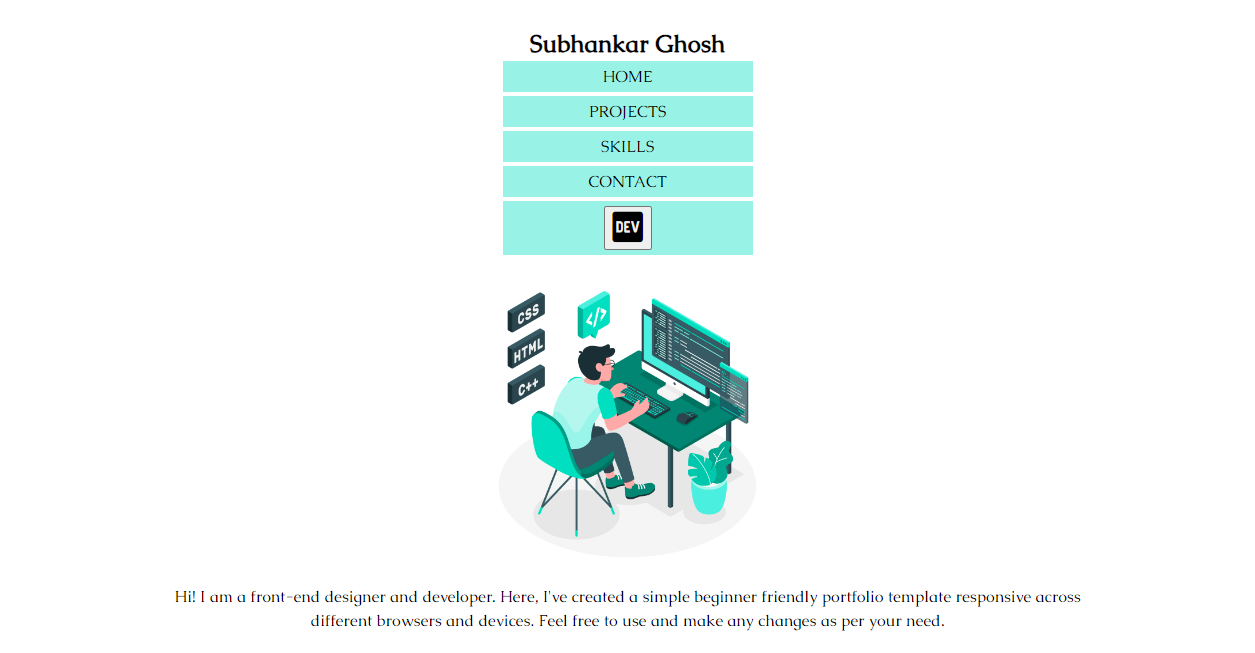 Subhankar Ghosh
HOME
PROJECTS
SKILLS
CONTACT
DEV
CSS
</>
HTML
C++
Hi! I am a front-end designer and developer. Here, I've created a simple beginner friendly portfolio template responsive across
different browsers and devices. Feel free to use and make any changes as per your need.